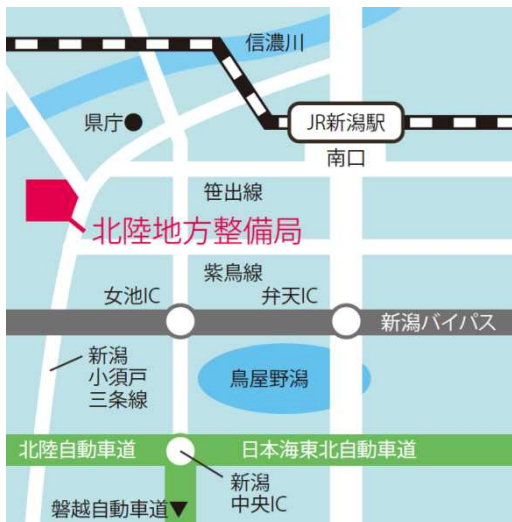 信濃川
県庁●
JR新潟駅
南口
笹出線
北陸地方整備局
紫鳥線
女池IC
弁天IC
新潟バイパス
新潟
小須戸
三条線
鳥屋野潟
北陸自動車道
日本海東北自動車道
新潟
中央IC
磐越自動車道▼